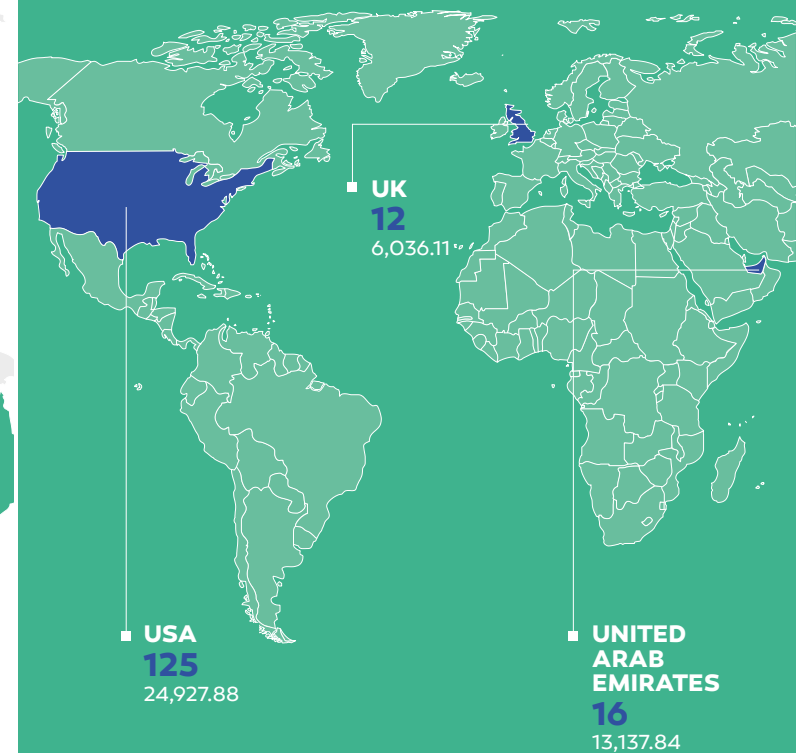 UK
12
6,036.11
USA
125
24,927.88
UNITED
ARAB
EMIRATES
16
13,137.84